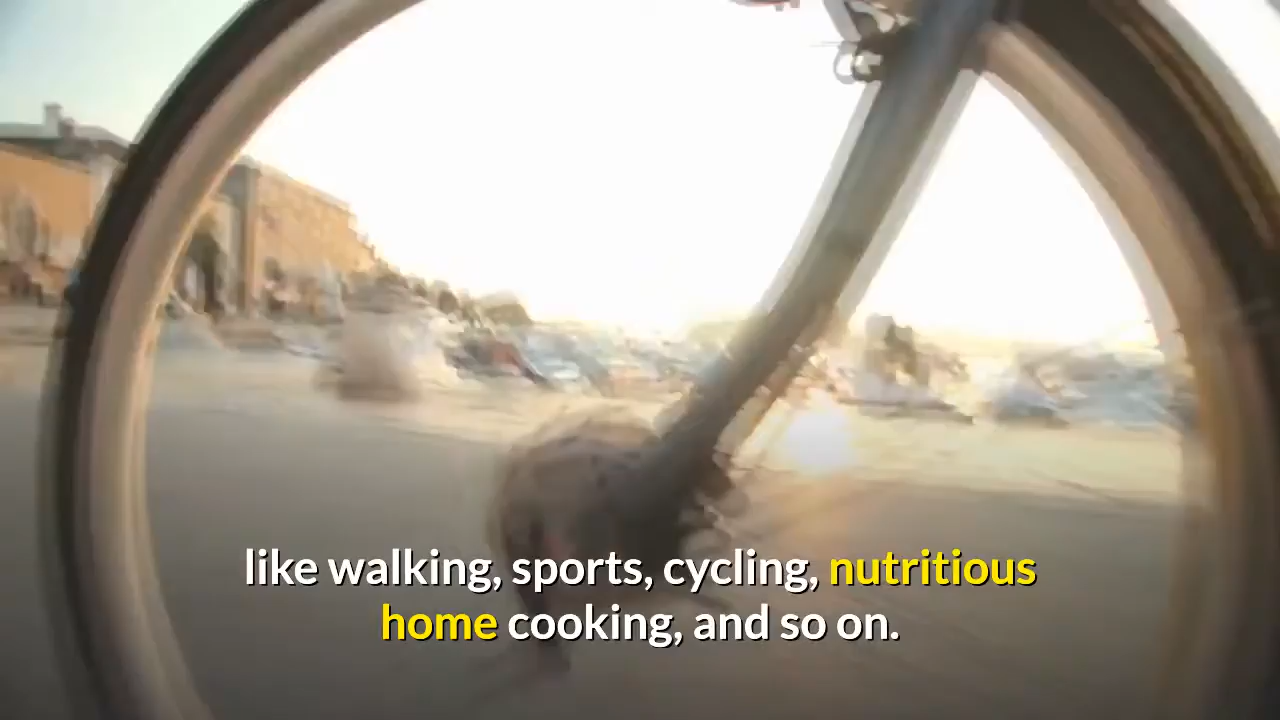 like walking, sports, cycling, nutritious
home cooking, and so on.